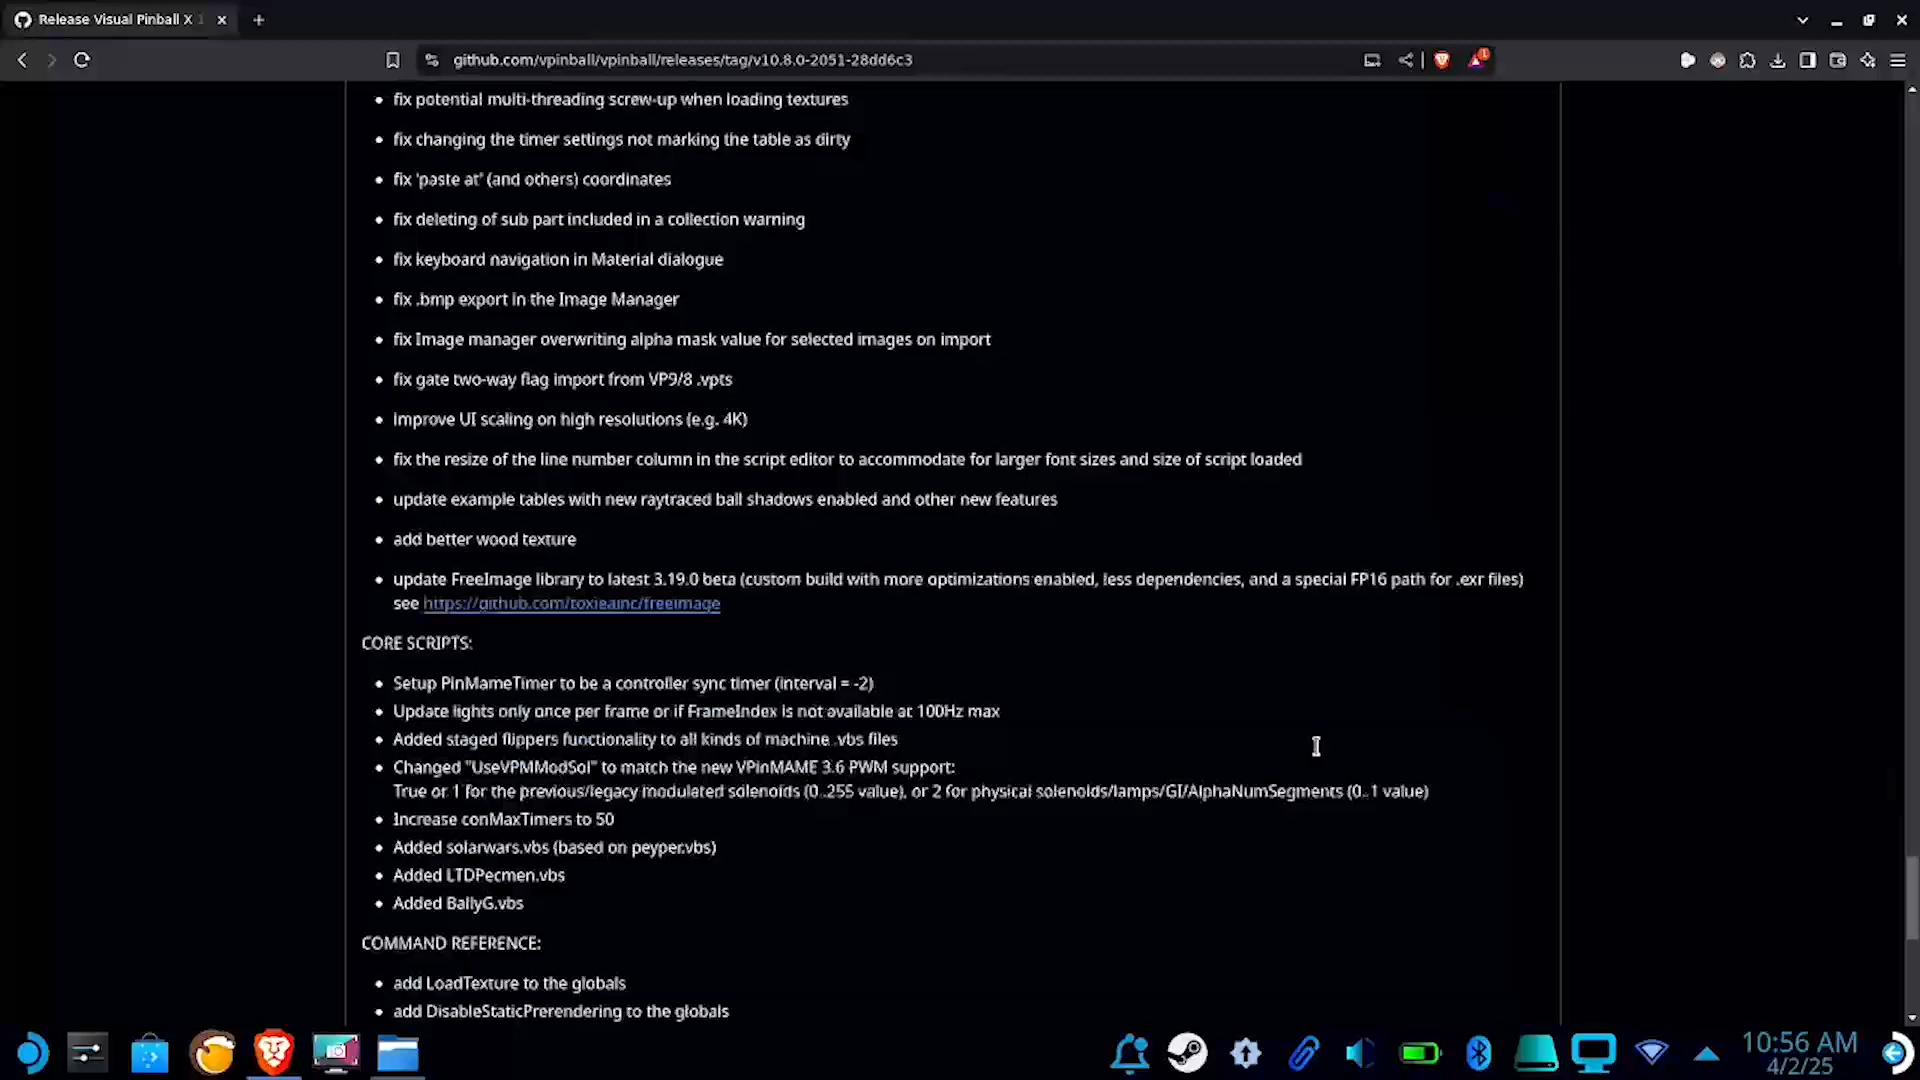 Release Visual Pinball X 1
github.com/vpinball/vpinball/releases/tag/v10.8.0-2051-28dd6c3
1
• fix potential multi-threading screw-up when loading textures
• fix changing the timer settings not marking the table as dirty
• fix 'paste at' (and others) coordinates
• fix deleting of sub part included in a collection warning
• fix keyboard navigation in Material dialogue
• fix .bmp export in the Image Manager
• fix Image manager overwriting alpha mask value for selected images on import
• fix gate two-way flag import from VP9/8 .vpts
• improve UI scaling on high resolutions (e.g. 4K)
• fix the resize of the line number column in the script editor to accommodate for larger font sizes and size of script loaded
• update example tables with new raytraced ball shadows enabled and other new features
• add better wood texture
• update FreeImage library to latest 3.19.0 beta (custom build with more optimizations enabled, less dependencies, and a special FP16 path for .exr files)
see https://github.com/toxieainc/freeimage
CORE SCRIPTS:
• Setup PinMameTimer to be a controller sync timer (interval = -2)
• Update lights only once per frame or if FrameIndex is not available at 100Hz max
• Added staged flippers functionality to all kinds of machine .vbs files
• Changed "UseVPMModSol" to match the new VPinMAME 3.6 PWM support:
True or 1 for the previous/legacy modulated solenoids (0..255 value), or 2 for physical solenoids/lamps/GI/AlphaNumSegments (0..1 value)
• Increase conMaxTimers to 50
• Added solarwars.vbs (based on peyper.vbs)
• Added LTDPecmen.vbs
• Added BallyG.vbs
COMMAND REFERENCE:
• add LoadTexture to the globals
• add DisableStaticPrerendering to the globals
10:56 AM
4/2/25